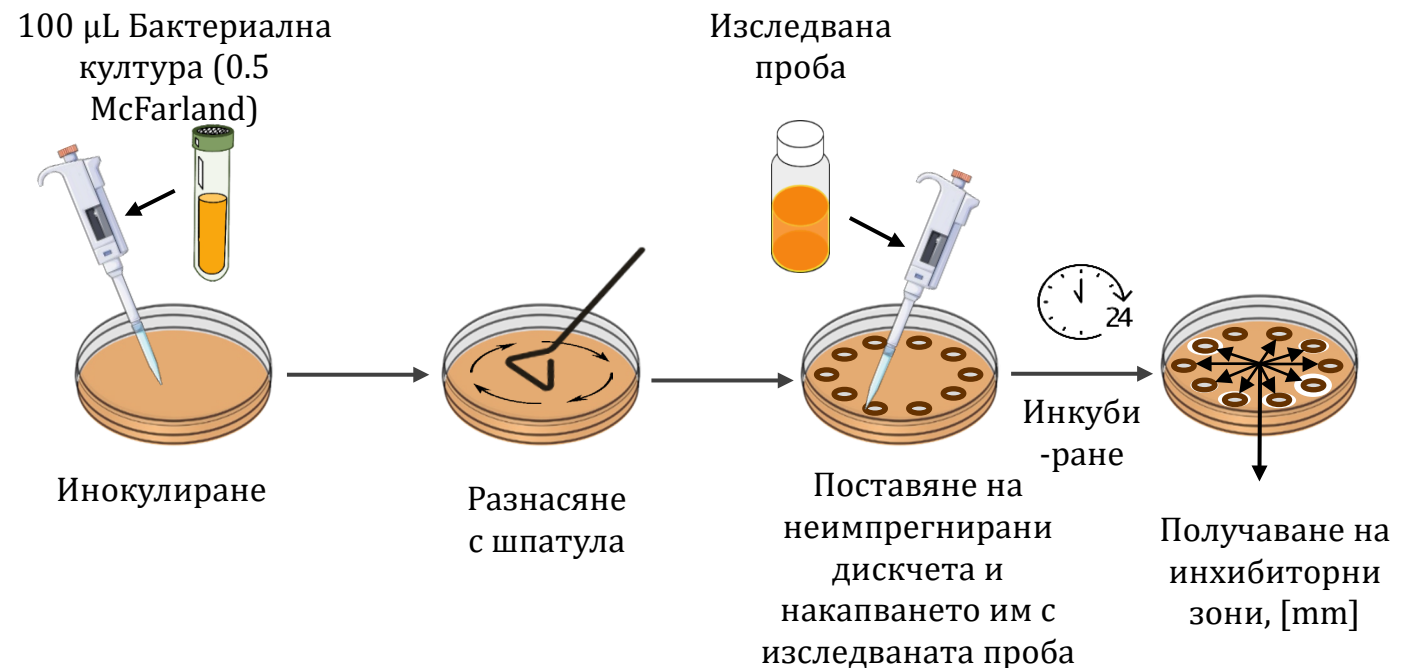 100 μL Бактериална
култура (0.5
McFarland)
Изследвана
проба
24
Инкуби
-ране
Инокулиране
Разнасяне
с шпатула
Поставяне на
неимпрегнирани
дискчета и
накапването им с
изследваната проба
Получаване на
инхибиторни
зони, [mm]